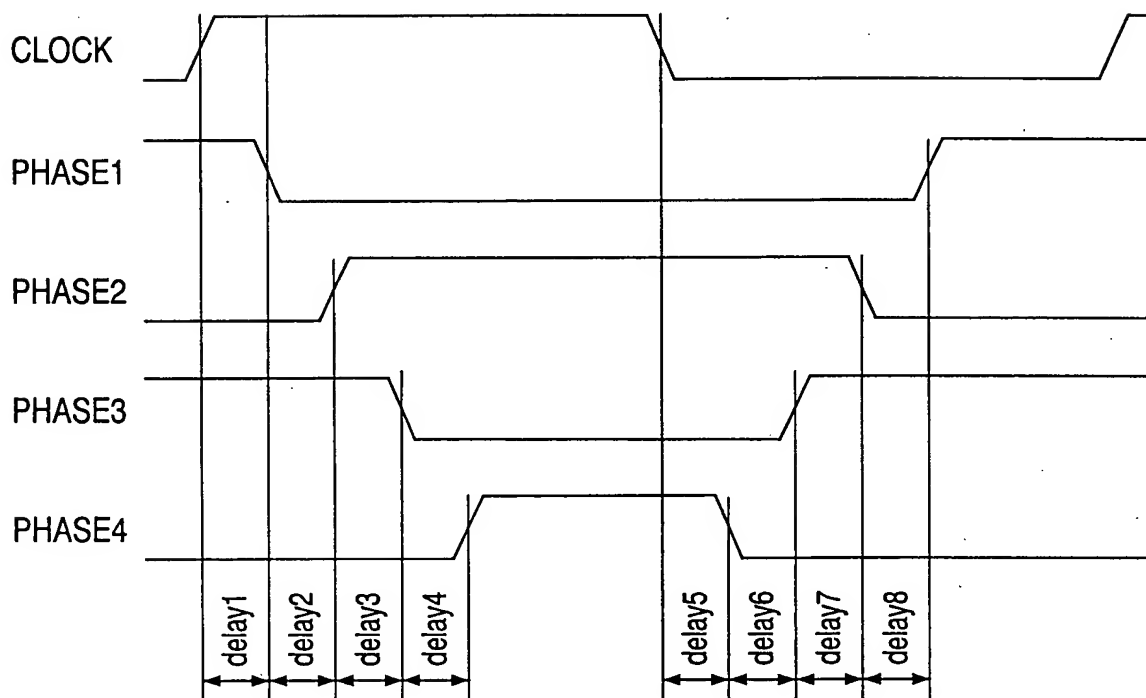 CLOCK
PHASE1
PHASE2
PHASE3
PHASE4
delay1
delay2
delay3
delay4
delay5
delay6
delay7
delay8